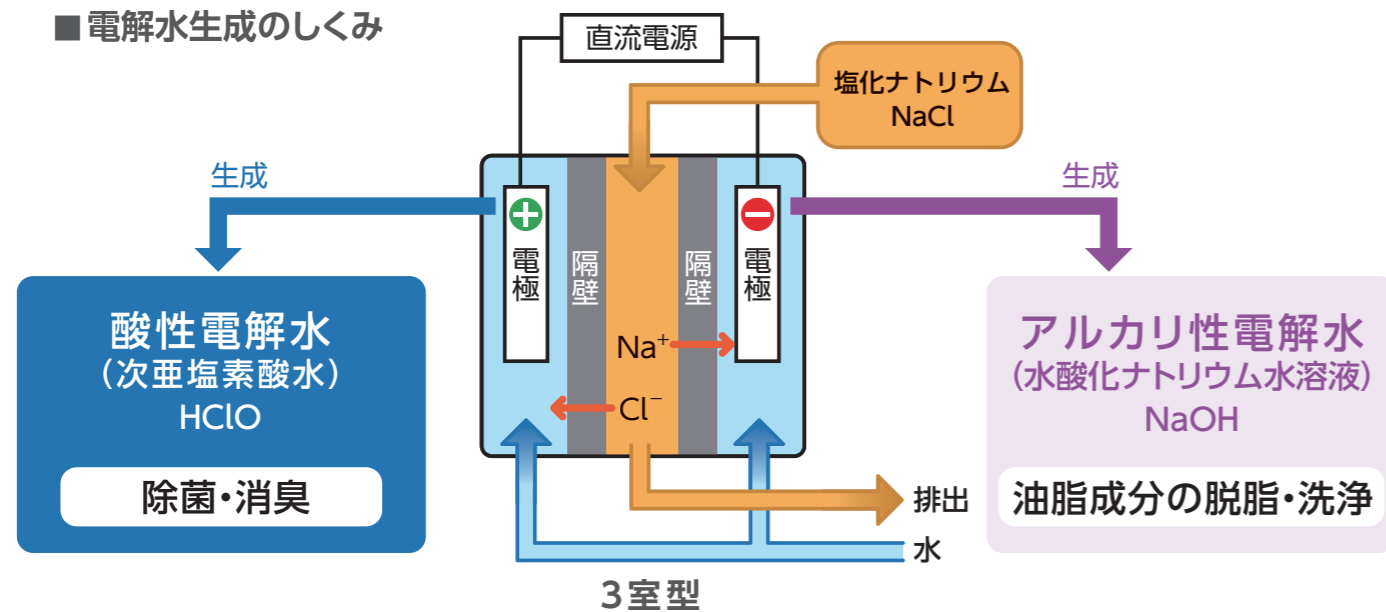 ■電解水生成のしくみ
直流電源
塩化ナトリウム
NaCl
生成
生成
＋
電極
隔壁
隔壁
−
電極
Na⁺
Cl⁻
酸性電解水
（次亜塩素酸水）
HClO
除菌・消臭
アルカリ性電解水
（水酸化ナトリウム水溶液）
NaOH
油脂成分の脱脂・洗浄
排出
水
3室型